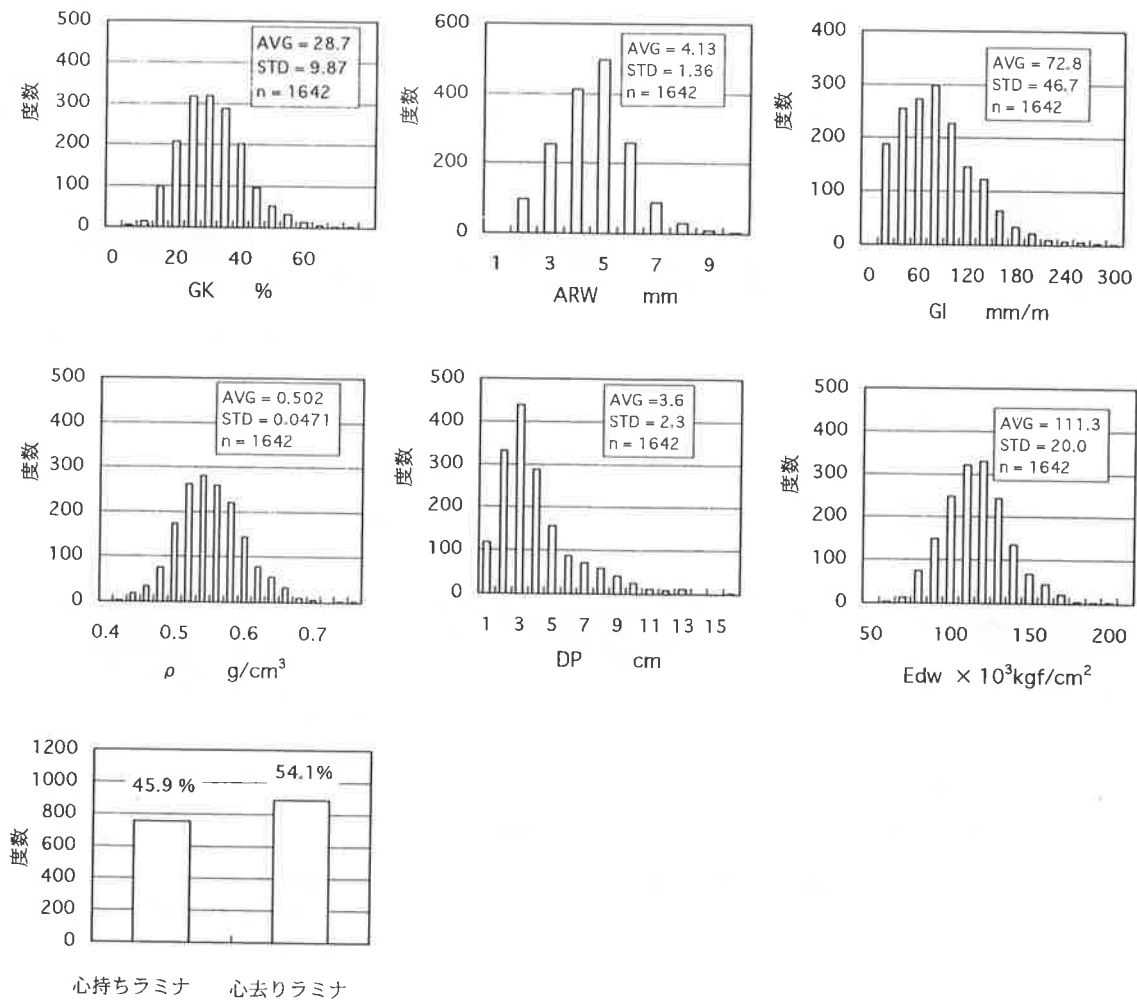 500
400
300
200
100
0
度数
AVG = 28.7
STD = 9.87
n = 1642
0 20 40 60
GK %
600
400
200
0
度数
AVG = 4.13
STD = 1.36
n = 1642
1 3 5 7 9
ARW mm
400
300
200
100
0
度数
AVG = 72.8
STD = 46.7
n = 1642
0 60 120 180 240 300
GI mm/m
500
400
300
200
100
0
度数
AVG = 0.502
STD = 0.0471
n = 1642
0.4 0.5 0.6 0.7
ρ g/cm³
500
400
300
200
100
0
度数
AVG =3.6
STD = 2.3
n = 1642
1 3 5 7 9 11 13 15
DP cm
500
400
300
200
100
0
度数
AVG = 111.3
STD = 20.0
n = 1642
50 100 150 200
Edw × 10³kgf/cm²
1200
1000
800
600
400
200
0
度数
45.9 % 54.1%
心持ちラミナ 心去りラミナ